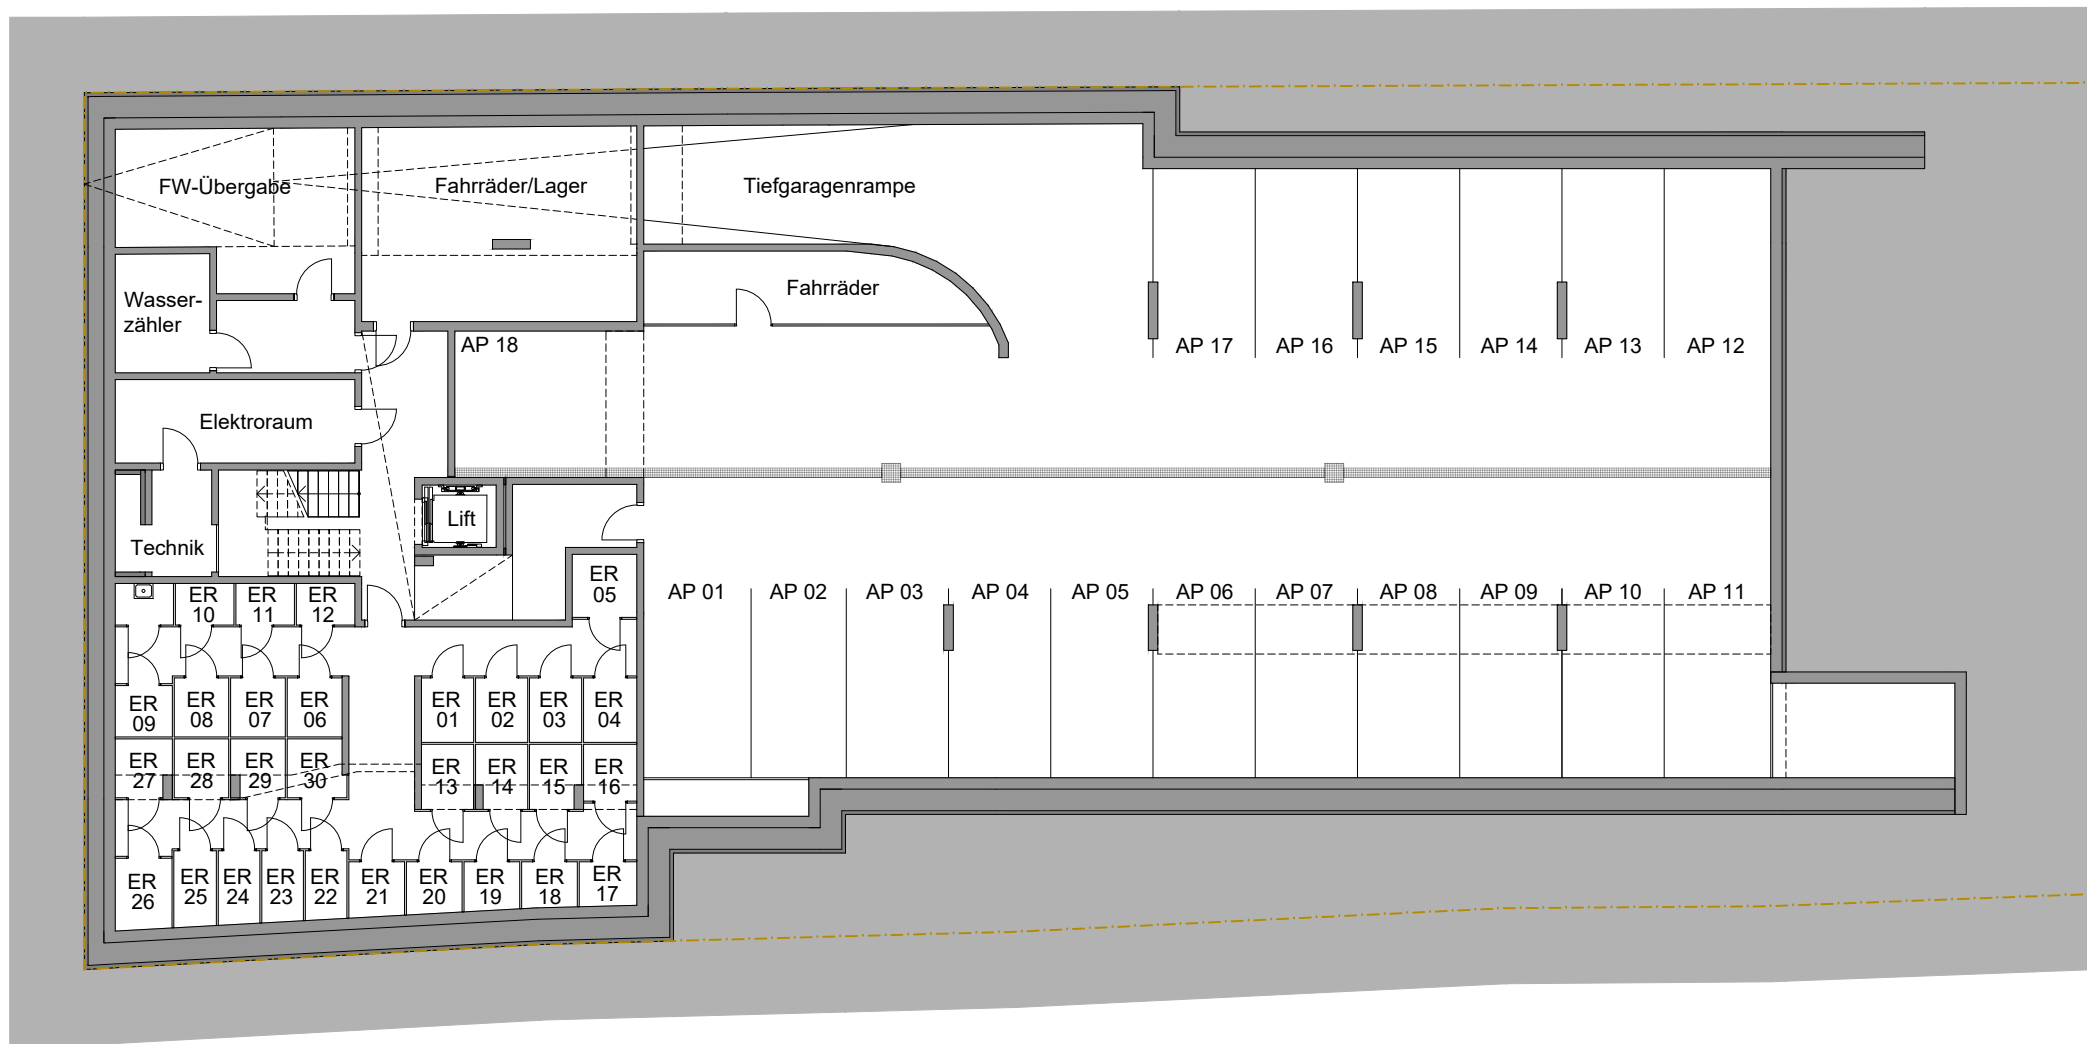 FW-Übergabe
Fahrräder/Lager
Tiefgaragenrampe
Wasser-
zähler
Fahrräder
AP 18
AP 17
AP 16
AP 15
AP 14
AP 13
AP 12
Elektroraum
Lift
Technik
ER
05
AP 01
AP 02
AP 03
AP 04
AP 05
AP 06
AP 07
AP 08
AP 09
AP 10
AP 11
ER
10
ER
11
ER
12
ER
09
ER
08
ER
07
ER
06
ER
01
ER
02
ER
03
ER
04
ER
27
ER
28
ER
29
ER
30
ER
13
ER
14
ER
15
ER
16
ER
26
ER
25
ER
24
ER
23
ER
22
ER
21
ER
20
ER
19
ER
18
ER
17